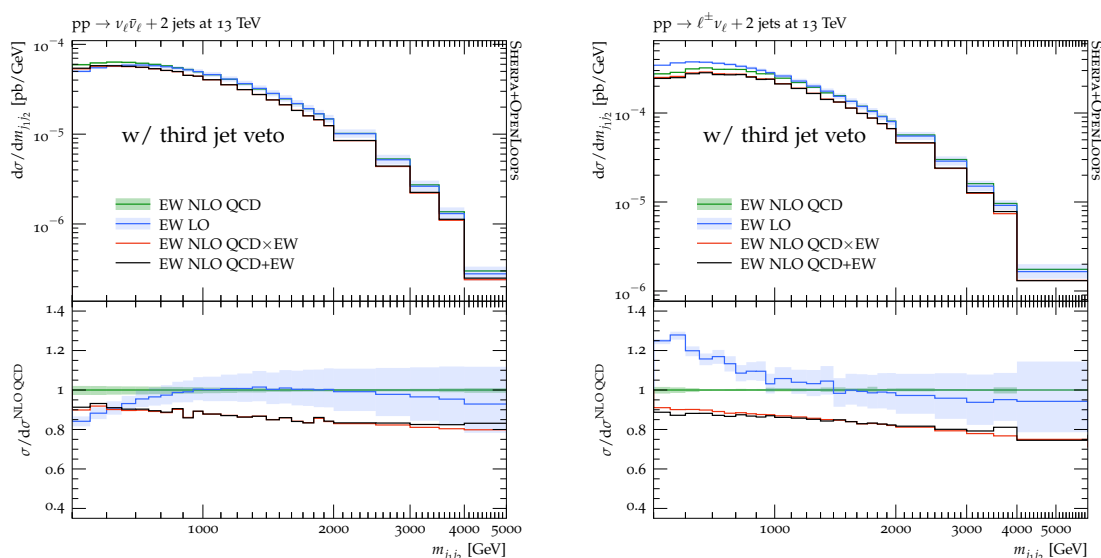 pp → ν_ℓ ν̄_ℓ + 2 jets at 13 TeV
dσ/dm_{j1j2} [pb/GeV]
10^−4
10^−5
10^−6
w/ third jet veto
EW NLO QCD
EW LO
EW NLO QCD×EW
EW NLO QCD+EW
SHERPA+OPENLOOPS
σ/dσ^{NLO QCD}
1.4
1.2
1
0.8
0.6
0.4
1000
2000
3000
4000
5000
m_{j1j2} [GeV]
pp → ℓ^± ν_ℓ + 2 jets at 13 TeV
dσ/dm_{j1j2} [pb/GeV]
10^−4
10^−5
10^−6
w/ third jet veto
EW NLO QCD
EW LO
EW NLO QCD×EW
EW NLO QCD+EW
SHERPA+OPENLOOPS
σ/dσ^{NLO QCD}
1.4
1.2
1
0.8
0.6
0.4
1000
2000
3000
4000
5000
m_{j1j2} [GeV]